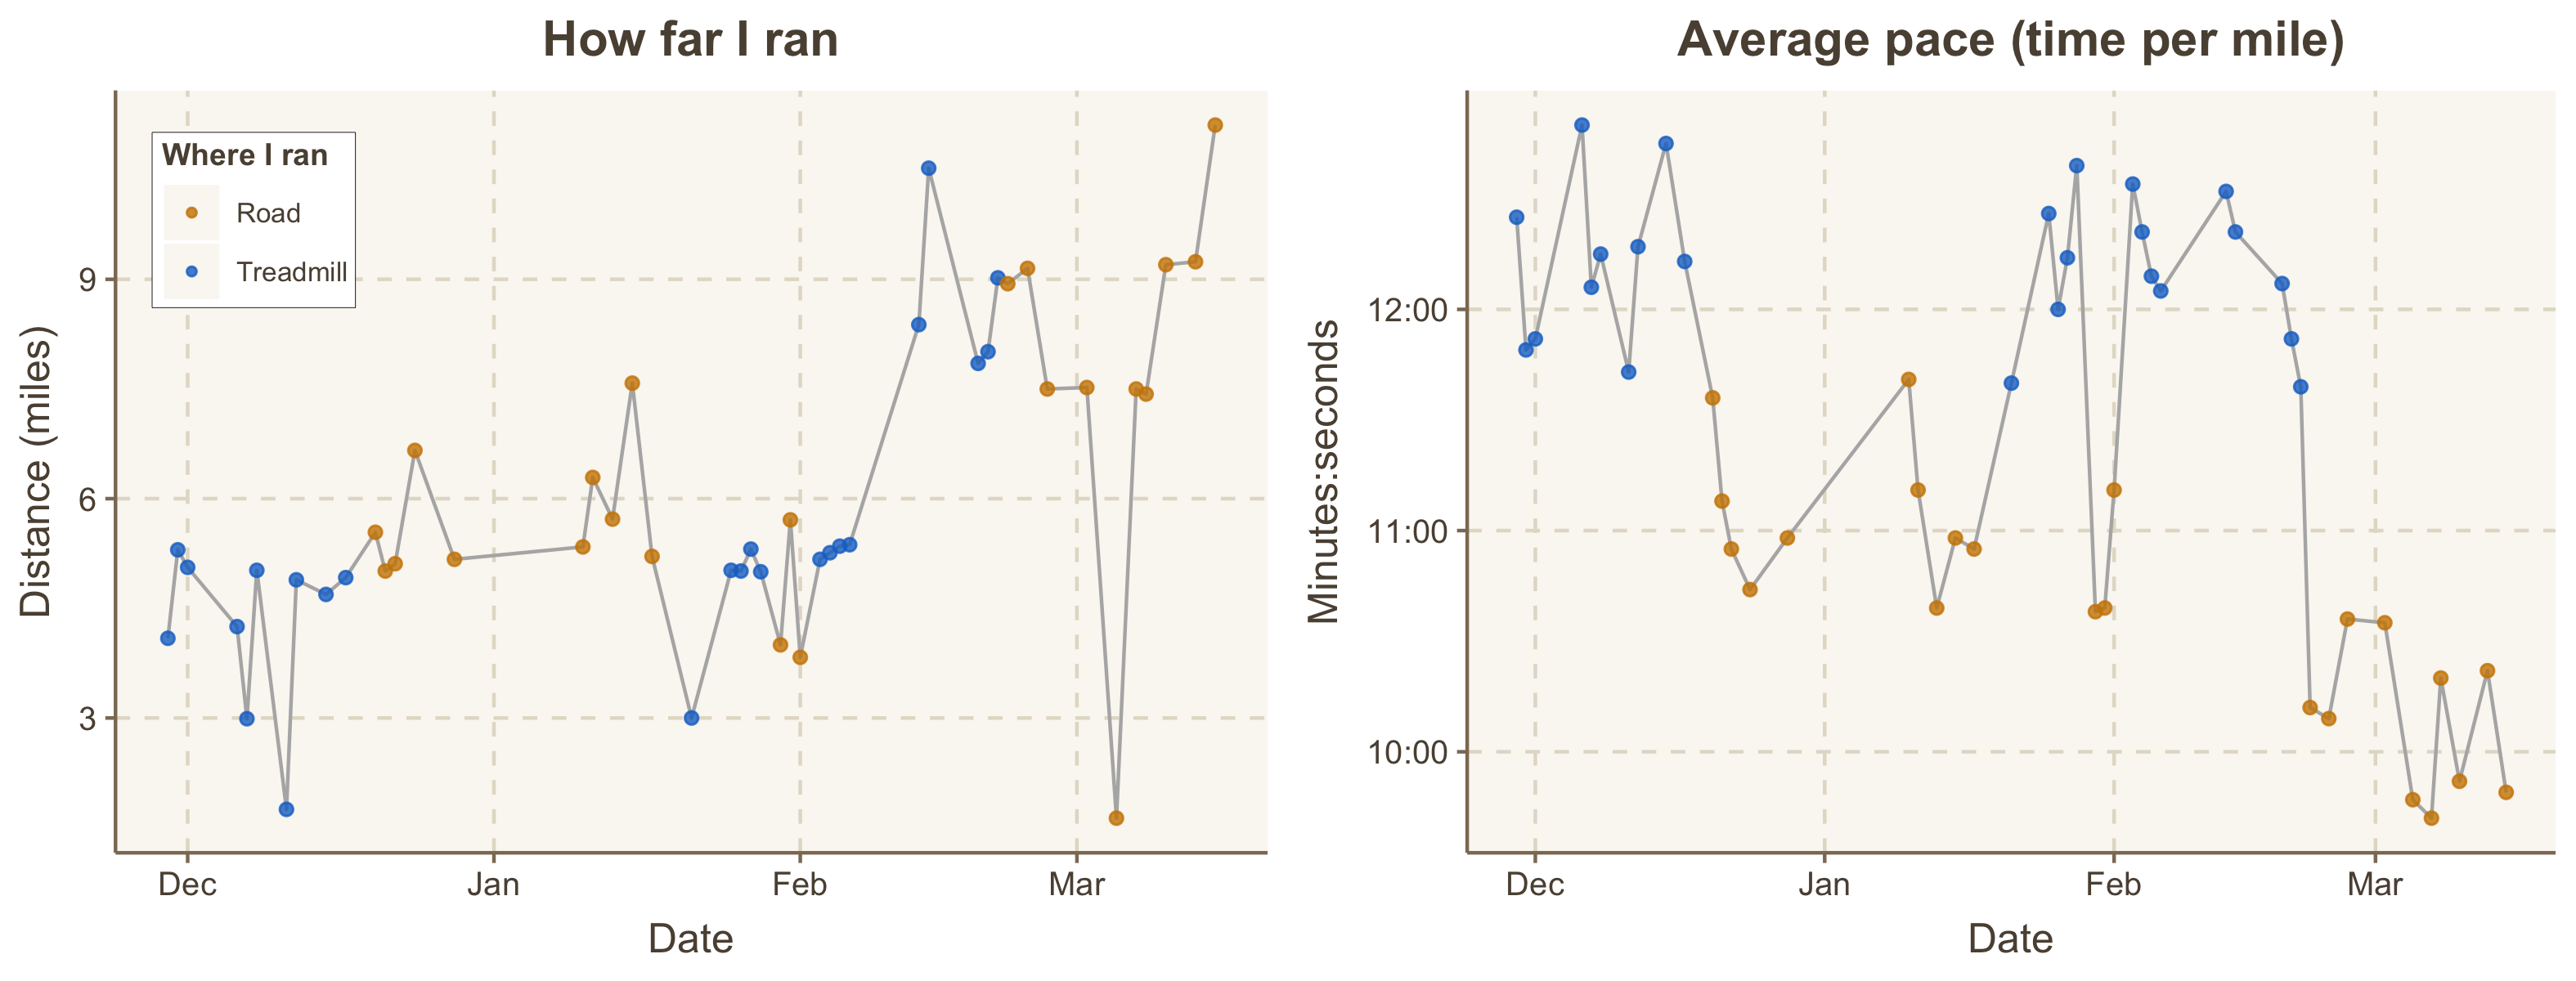 How far I ran
Where I ran
Road
Treadmill
9
6
3
Distance (miles)
Dec
Jan
Feb
Mar
Date
Average pace (time per mile)
12:00
11:00
10:00
Minutes:seconds
Dec
Jan
Feb
Mar
Date